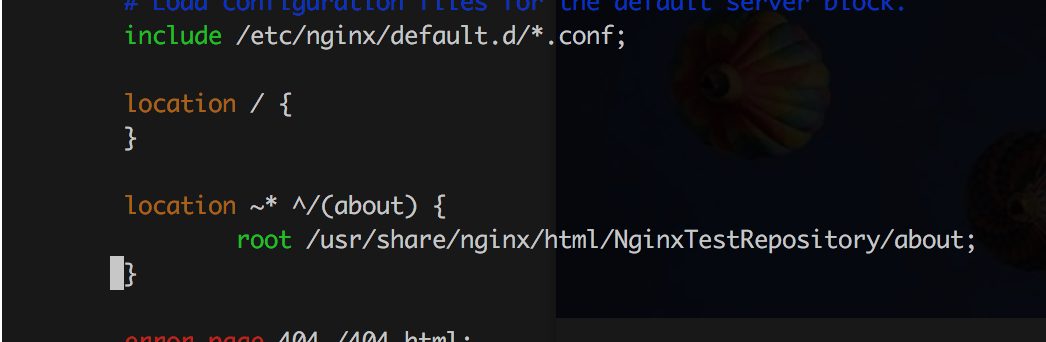 # Load configuration files for the default server block.
include /etc/nginx/default.d/*.conf;
location / {
}
location ~* ^/(about) {
root /usr/share/nginx/html/NginxTestRepository/about;
}
error_page 404 /404.html;